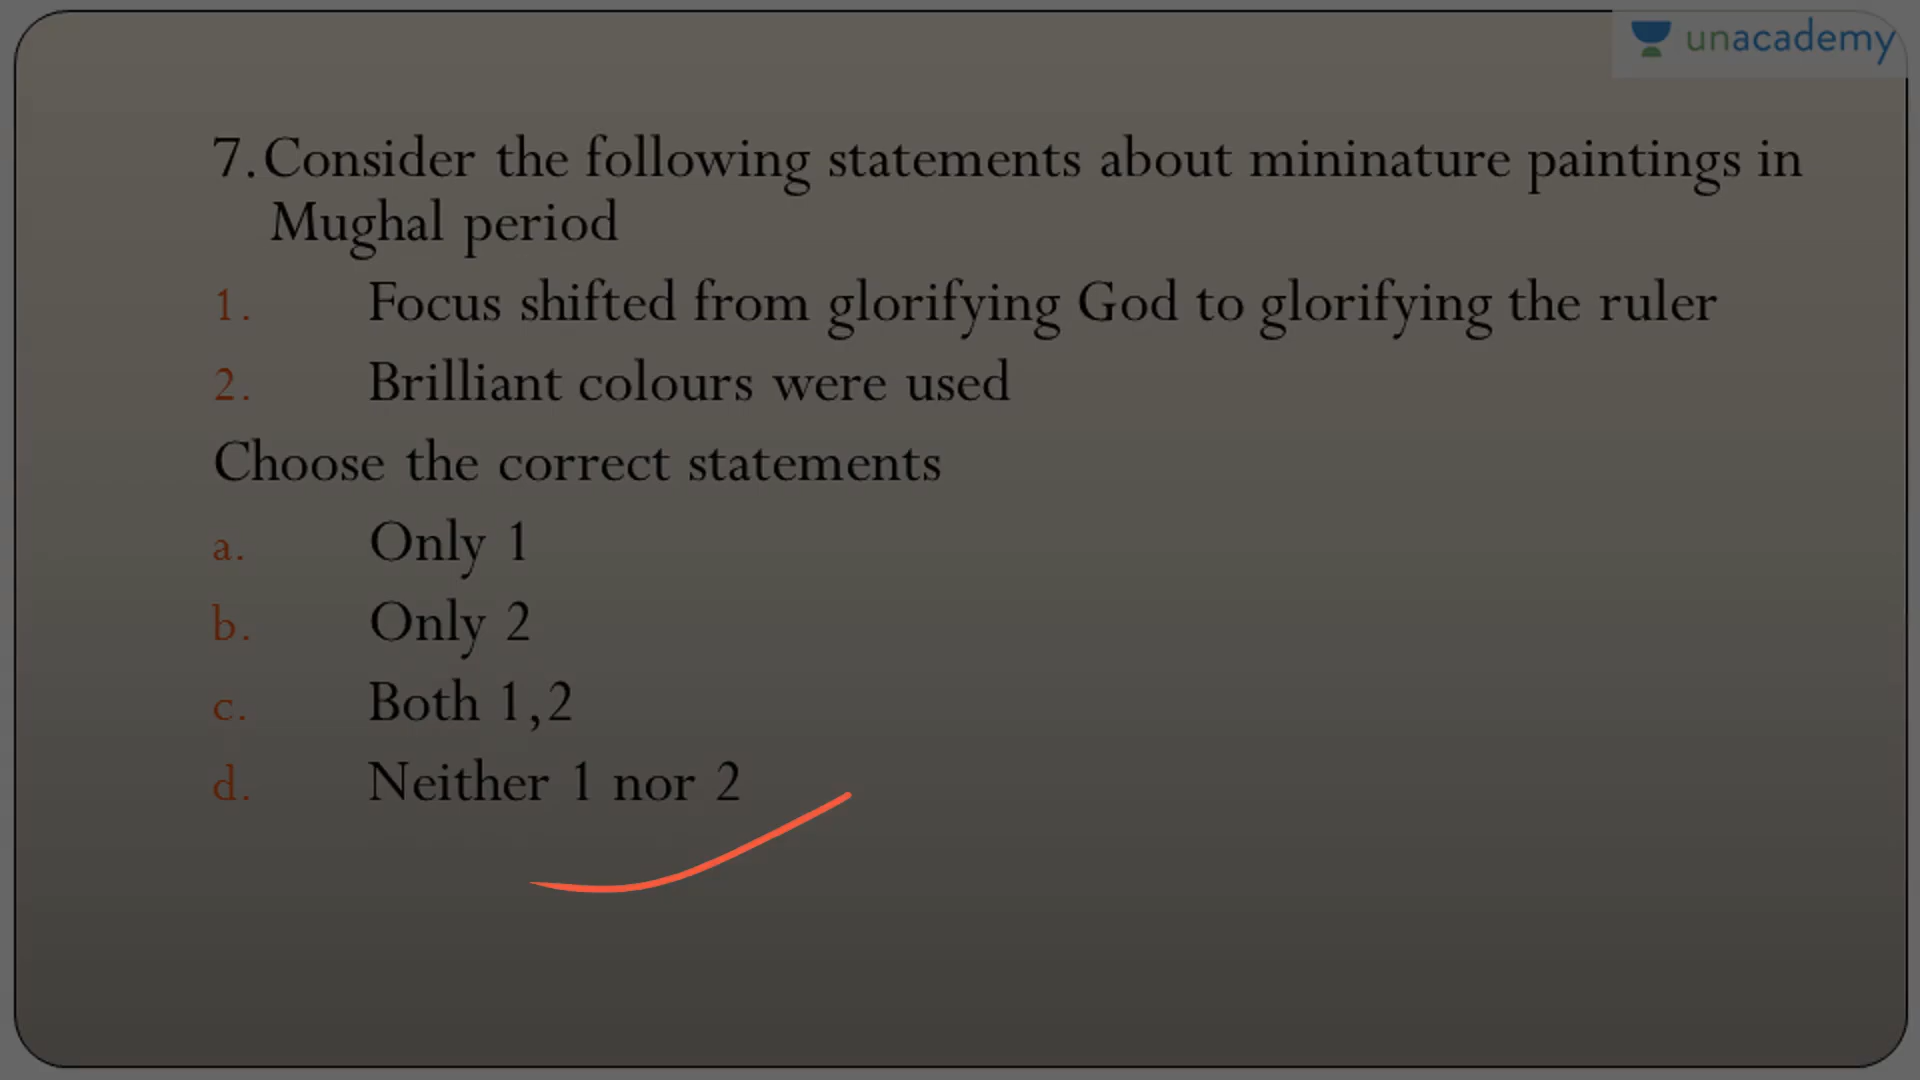 unacademy
7. Consider the following statements about mininature paintings in
Mughal period
1. Focus shifted from glorifying God to glorifying the ruler
2. Brilliant colours were used
Choose the correct statements
a. Only 1
b. Only 2
c. Both 1,2
d. Neither 1 nor 2